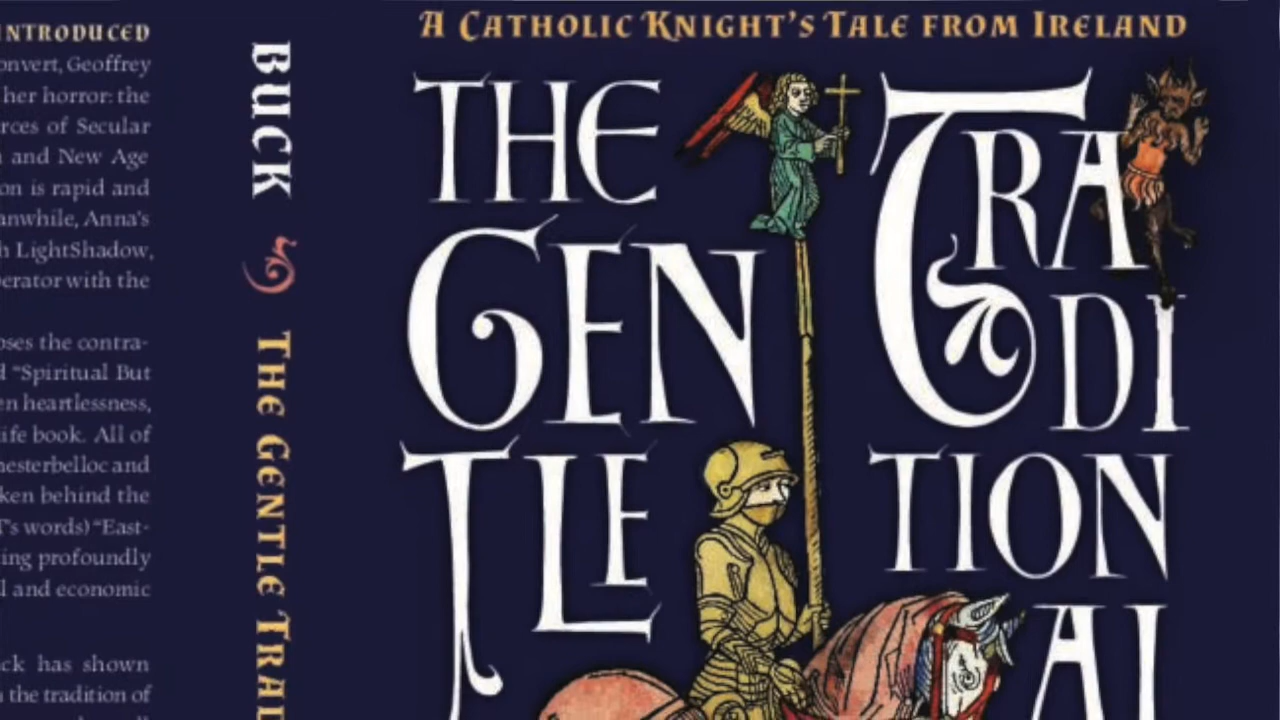 INTRODUCED
onvert, Geoffrey
her horror: the
rces of Secular
and New Age
on is rapid and
anwhile, Anna's
h LightShadow,
erator with the
oses the contra-
d "Spiritual But
en heartlessness,
life book. All of
hesterbelloc and
ken behind the
T's words) "East-
ing profoundly
l and economic
ck has shown
the tradition of
BUCK
THE GENTLE TRAD
A CATHOLIC KNIGHT'S TALE FROM IRELAND
THE
GEN
TLE
TRA
DI
TION
AL